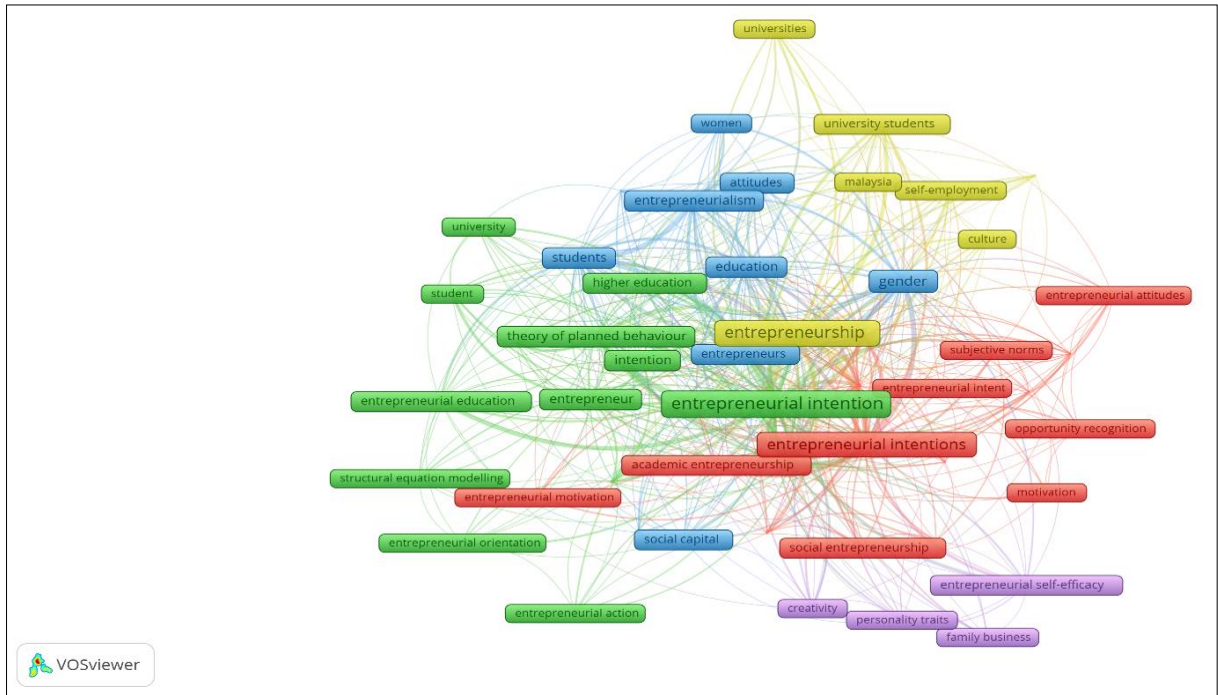 universities
women
university students
attitudes
malaysia
self-employment
entrepreneurialism
university
culture
students
education
higher education
gender
student
entrepreneurial attitudes
entrepreneurship
theory of planned behaviour
subjective norms
intention
entrepreneurs
entrepreneurial intent
entrepreneurial education
entrepreneur
entrepreneurial intention
opportunity recognition
entrepreneurial intentions
academic entrepreneurship
structural equation modelling
entrepreneurial motivation
motivation
entrepreneurial orientation
social capital
social entrepreneurship
entrepreneurial self-efficacy
creativity
entrepreneurial action
personality traits
family business
VOSviewer